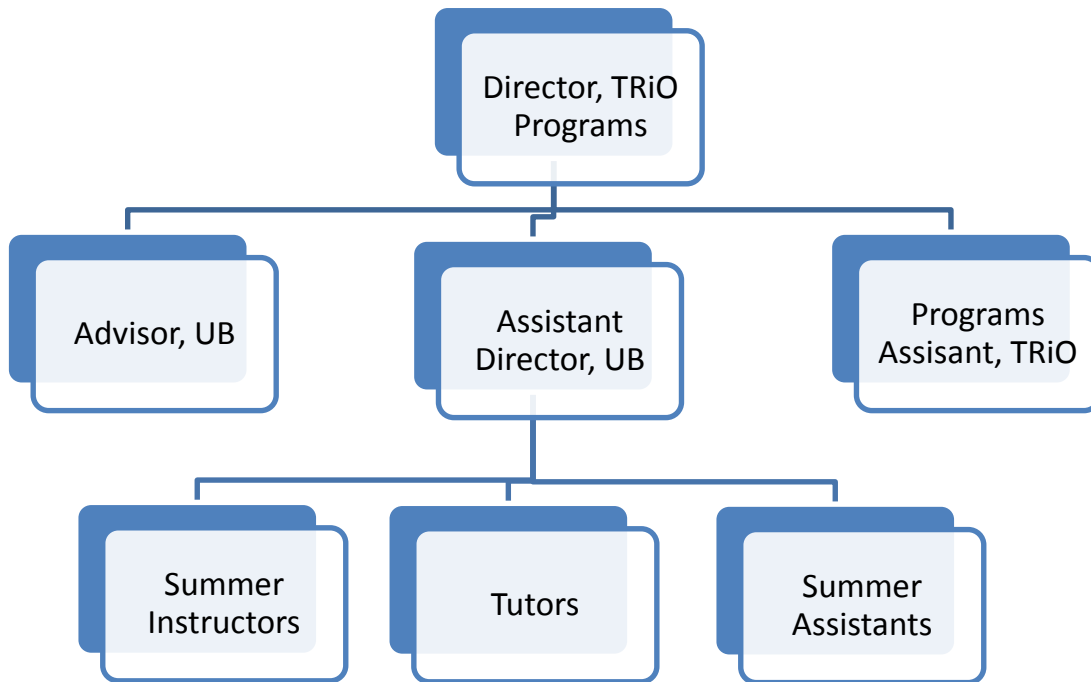 Director, TRiO
Programs
Advisor, UB
Assistant
Director, UB
Programs
Assisant, TRiO
Summer
Instructors
Tutors
Summer
Assistants